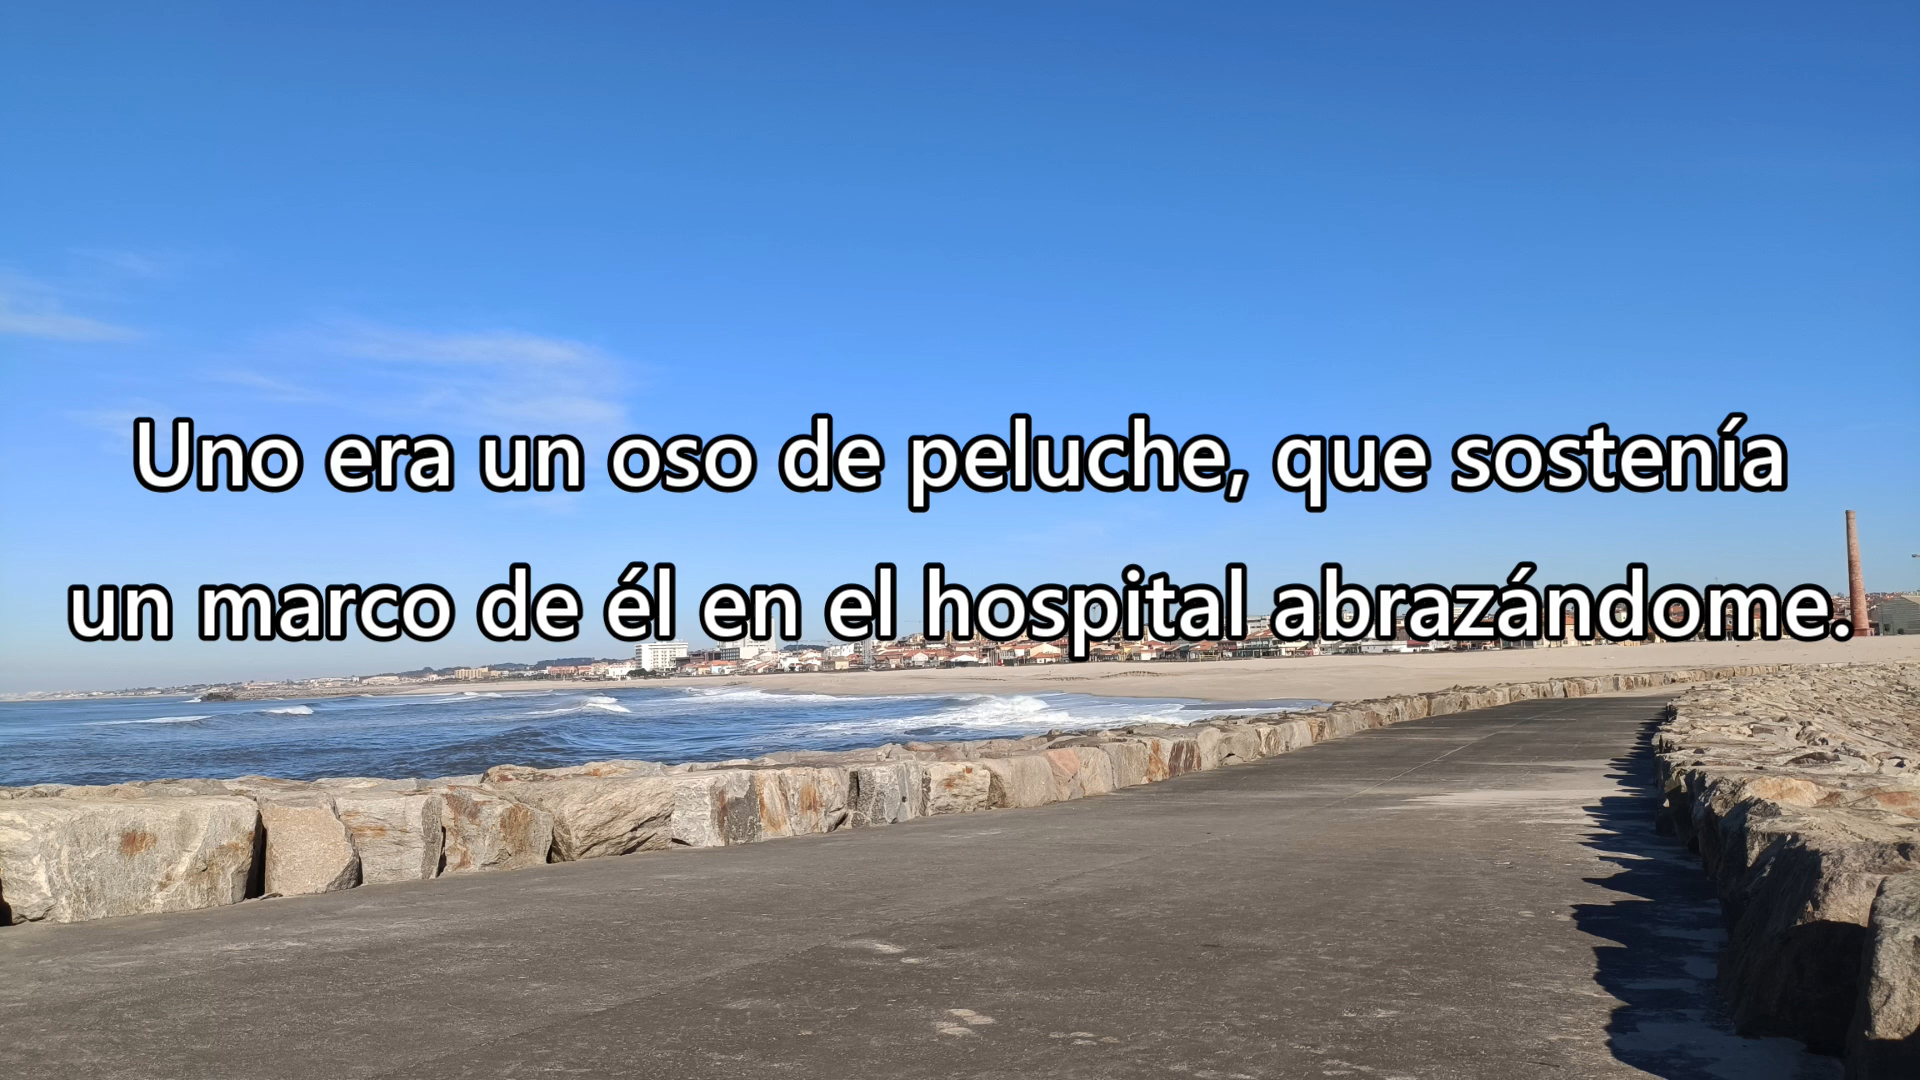 Uno era un oso de peluche, que sostenía
un marco de él en el hospital abrazándome.